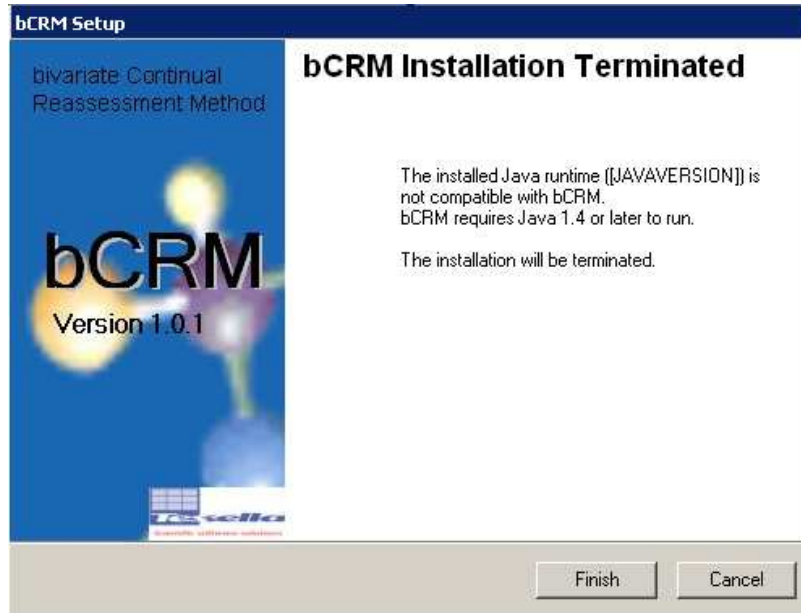 bCRM Setup
bivariate Continual
Reassessment Method
bCRM
Version 1.0.1
bCRM Installation Terminated
The installed Java runtime ([JAVAVERSION]) is
not compatible with bCRM.
bCRM requires Java 1.4 or later to run.
The installation will be terminated.
Finish
Cancel